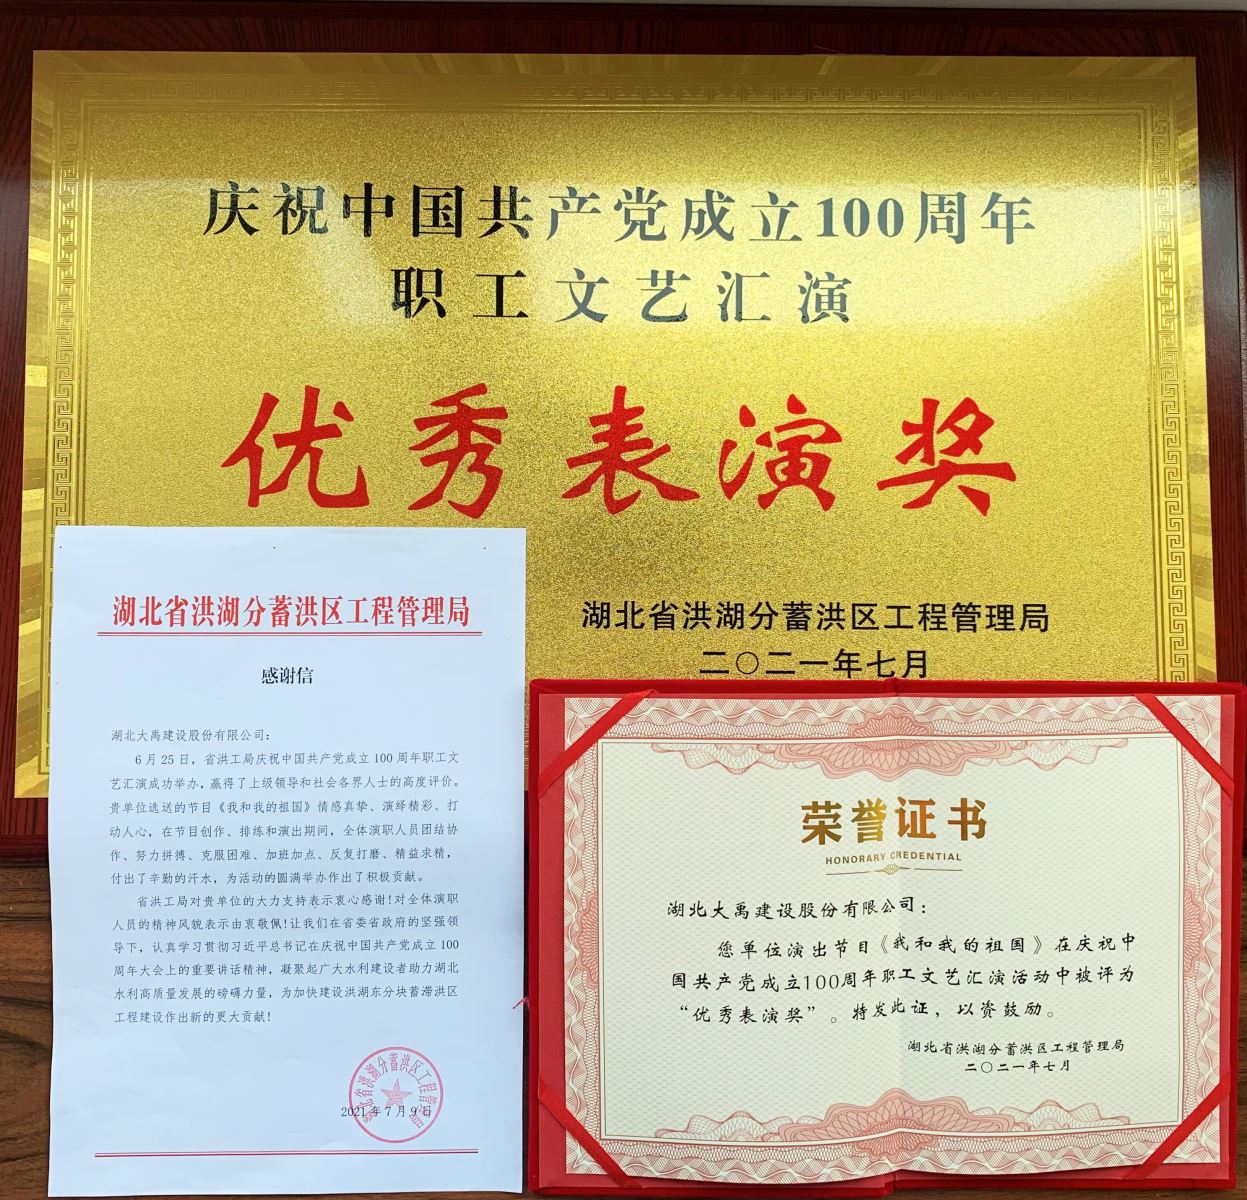 庆祝中国共产党成立100周年
职工文艺汇演
优秀表演奖
湖北省洪湖分蓄洪区工程管理局
二〇二一年七月
湖北省洪湖分蓄洪区工程管理局
感谢信
湖北大禹建设股份有限公司：
6月25日，省洪工局庆祝中国共产党成立100周年职工文
艺汇演成功举办，赢得了上级领导和社会各界人士的高度评价。
贵单位选送的节目《我和我的祖国》情感真挚、演绎精彩、打
动人心，在节目创作、排练和演出期间，全体演职人员团结协
作、努力拼搏、克服困难、加班加点、反复打磨、精益求精，
付出了辛勤的汗水，为活动的圆满举办作出了积极贡献。
省洪工局对贵单位的大力支持表示衷心感谢！对全体演职
人员的精神风貌表示由衷敬佩！让我们在省委省政府的坚强领
导下，认真学习贯彻习近平总书记在庆祝中国共产党成立100
周年大会上的重要讲话精神，凝聚起广大水利建设者助力湖北
水利高质量发展的磅礴力量，为加快建设洪湖东分块蓄滞洪区
工程建设作出新的更大贡献！
湖北省洪湖分蓄洪区工程管理局
2021年7月9日
荣誉证书
HONORARY CREDENTIAL
湖北大禹建设股份有限公司：
您单位演出节目《我和我的祖国》在庆祝中
国共产党成立100周年职工文艺汇演活动中被评为
“优秀表演奖”。特发此证，以资鼓励。
湖北省洪湖分蓄洪区工程管理局
二〇二一年七月